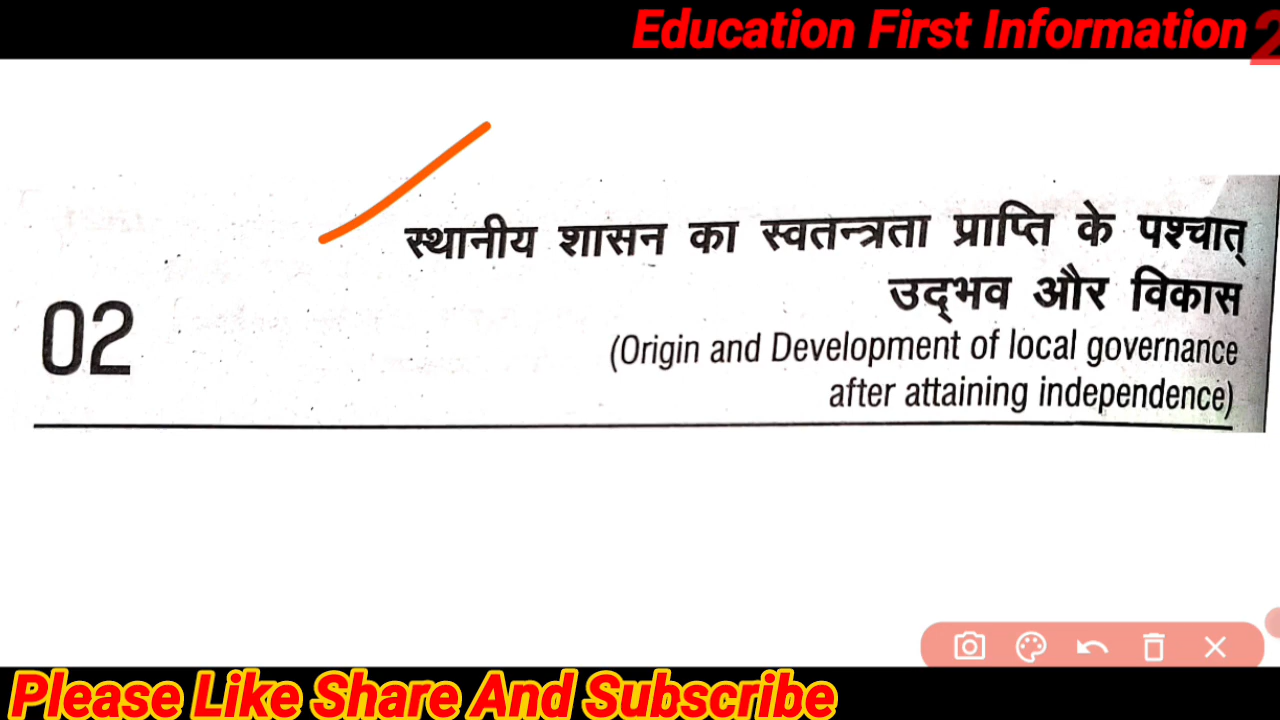 Education First Information 2
स्थानीय शासन का स्वतन्त्रता प्राप्ति के पश्चात्
उद्भव और विकास
02
(Origin and Development of local governance
after attaining independence)
Please Like Share And Subscribe